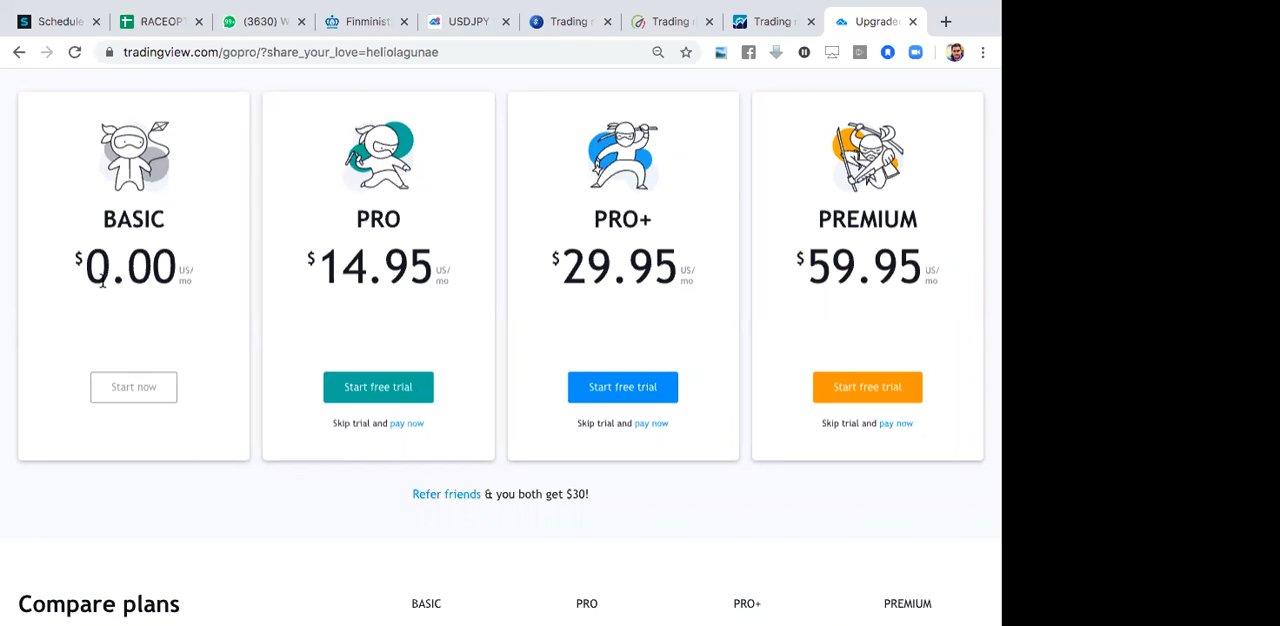 Schedule
RACEOPT
99+ (3630) W
Finminist
USDJPY
Trading r
Trading r
Trading r
Upgrade
tradingview.com/gopro/?share_your_love=heliolagunae
BASIC
$0.00 US/mo
Start now
PRO
$14.95 US/mo
Start free trial
Skip trial and pay now
PRO+
$29.95 US/mo
Start free trial
Skip trial and pay now
PREMIUM
$59.95 US/mo
Start free trial
Skip trial and pay now
Refer friends & you both get $30!
Compare plans BASIC PRO PRO+ PREMIUM